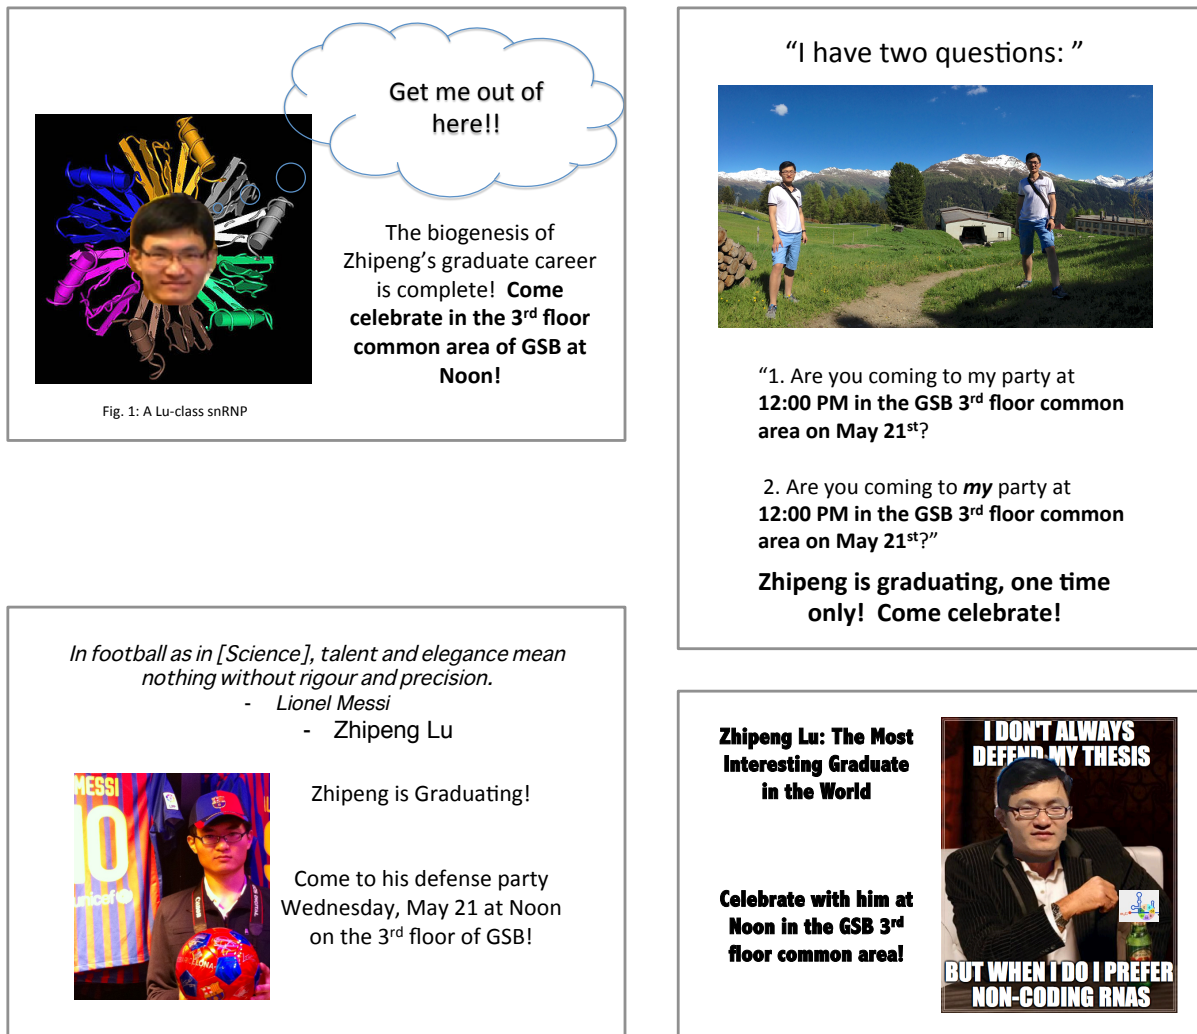 Get me out of
here!!
The biogenesis of
Zhipeng’s graduate career
is complete! Come
celebrate in the 3rd floor
common area of GSB at
Noon!
Fig. 1: A Lu-class snRNP
“I have two questions: ”
“1. Are you coming to my party at
12:00 PM in the GSB 3rd floor common
area on May 21st?
2. Are you coming to my party at
12:00 PM in the GSB 3rd floor common
area on May 21st?”
Zhipeng is graduating, one time
only! Come celebrate!
In football as in [Science], talent and elegance mean
nothing without rigour and precision.
- Lionel Messi
- Zhipeng Lu
MESSI
10
unicef
Canon
Zhipeng is Graduating!
Come to his defense party
Wednesday, May 21 at Noon
on the 3rd floor of GSB!
Zhipeng Lu: The Most
Interesting Graduate
in the World
Celebrate with him at
Noon in the GSB 3rd
floor common area!
I DON'T ALWAYS
DEFEND MY THESIS
BUT WHEN I DO I PREFER
NON-CODING RNAS